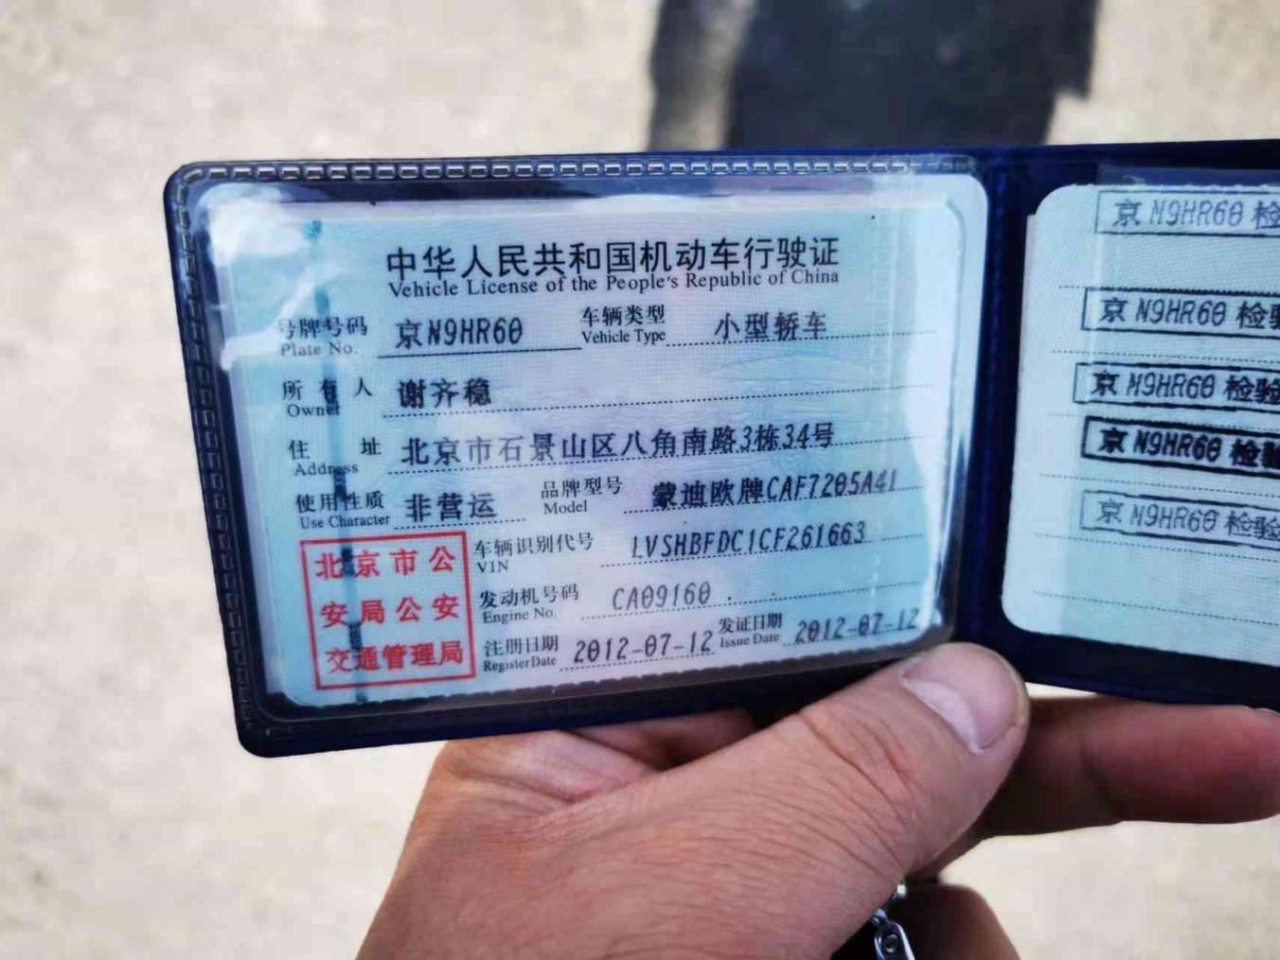 中华人民共和国机动车行驶证
Vehicle License of the People's Republic of China
号牌号码 京N9HR60 车辆类型 小型轿车
Plate No. Vehicle Type
所有人 谢齐稳
Owner
住址 北京市石景山区八角南路3栋34号
Address
使用性质 非营运 品牌型号 蒙迪欧牌CAF7205A41
Use Character Model
车辆识别代号 LVSHBFDC1CF261663
VIN
发动机号码 CA09160
Engine No.
注册日期 2012-07-12 发证日期 2012-07-12
Register Date Issue Date
北京市公
安局公安
交通管理局
京N9HR60 检
京N9HR60 检验
京N9HR60 检验
京N9HR60 检验
京N9HR60 检验